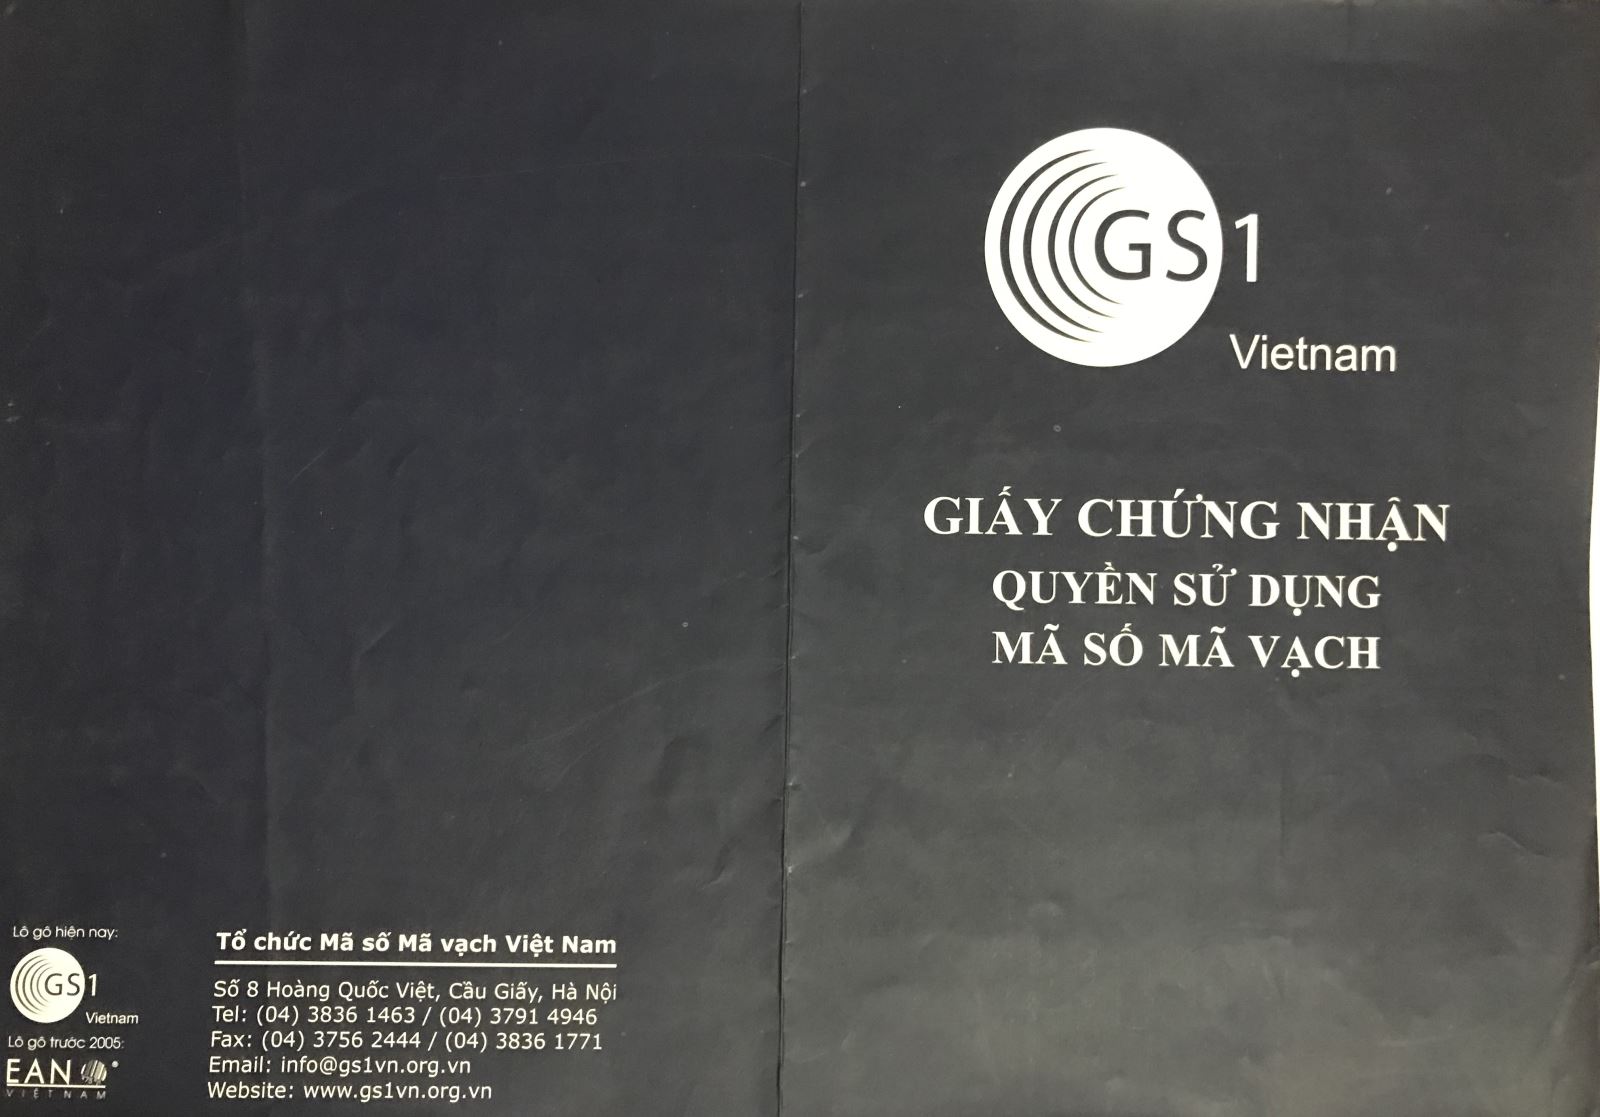 Lô gô hiện nay:
GS1
Vietnam
Lô gô trước 2005:
EAN
VIETNAM
Tổ chức Mã số Mã vạch Việt Nam
Số 8 Hoàng Quốc Việt, Cầu Giấy, Hà Nội
Tel: (04) 3836 1463 / (04) 3791 4946
Fax: (04) 3756 2444 / (04) 3836 1771
Email: info@gs1vn.org.vn
Website: www.gs1vn.org.vn
GS1
Vietnam
GIẤY CHỨNG NHẬN
QUYỀN SỬ DỤNG
MÃ SỐ MÃ VẠCH